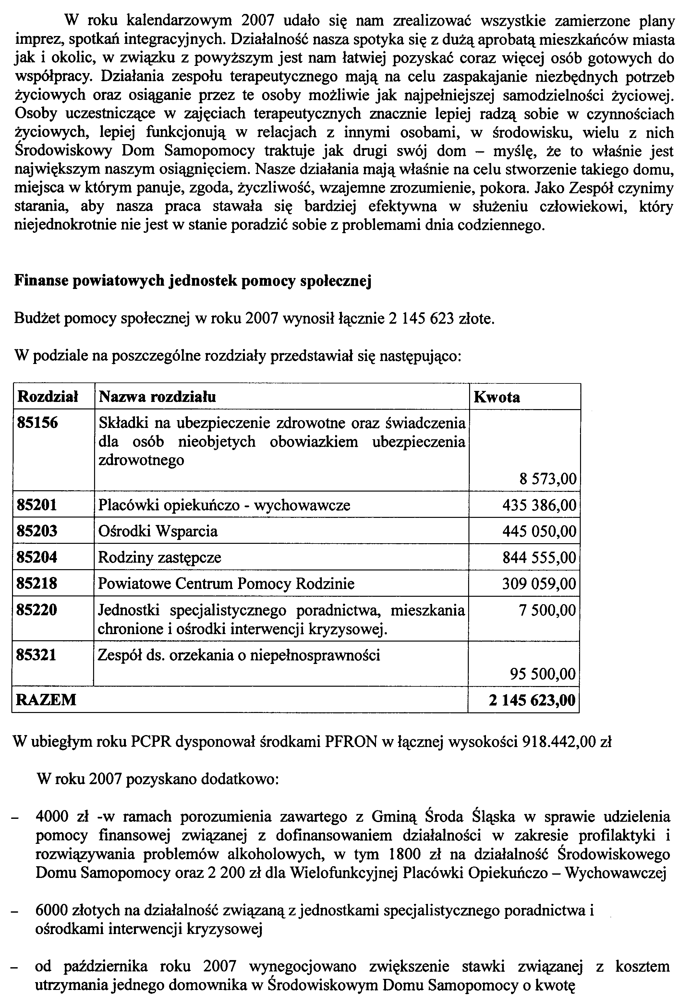 W roku kalendarzowym 2007 udało się nam zrealizować wszystkie zamierzone plany
imprez, spotkań integracyjnych. Działalność nasza spotyka się z dużą aprobatą mieszkańców miasta
jak i okolic, w związku z powyższym jest nam łatwiej pozyskać coraz więcej osób gotowych do
współpracy. Działania zespołu terapeutycznego mają na celu zaspakajanie niezbędnych potrzeb
życiowych oraz osiąganie przez te osoby możliwie jak najpełniejszej samodzielności życiowej.
Osoby uczestniczące w zajęciach terapeutycznych znacznie lepiej radzą sobie w czynnościach
życiowych, lepiej funkcjonują w relacjach z innymi osobami, w środowisku, wielu z nich
Środowiskowy Dom Samopomocy traktuje jak drugi swój dom – myślę, że to właśnie jest
największym naszym osiągnięciem. Nasze działania mają właśnie na celu stworzenie takiego domu,
miejsca w którym panuje, zgoda, życzliwość, wzajemne zrozumienie, pokora. Jako Zespół czynimy
starania, aby nasza praca stawała się bardziej efektywna w służeniu człowiekowi, który
niejednokrotnie nie jest w stanie poradzić sobie z problemami dnia codziennego.
Finanse powiatowych jednostek pomocy społecznej
Budżet pomocy społecznej w roku 2007 wynosił łącznie 2 145 623 złote.
W podziale na poszczególne rozdziały przedstawiał się następująco:
Rozdział Nazwa rozdziału Kwota
85156 Składki na ubezpieczenie zdrowotne oraz świadczenia
dla osób nieobjetych obowiazkiem ubezpieczenia
zdrowotnego
8 573,00
85201 Placówki opiekuńczo - wychowawcze 435 386,00
85203 Ośrodki Wsparcia 445 050,00
85204 Rodziny zastępcze 844 555,00
85218 Powiatowe Centrum Pomocy Rodzinie 309 059,00
85220 Jednostki specjalistycznego poradnictwa, mieszkania 7 500,00
chronione i ośrodki interwencji kryzysowej.
85321 Zespół ds. orzekania o niepełnosprawności
95 500,00
RAZEM 2 145 623,00
W ubiegłym roku PCPR dysponował środkami PFRON w łącznej wysokości 918.442,00 zł
W roku 2007 pozyskano dodatkowo:
– 4000 zł -w ramach porozumienia zawartego z Gminą Środa Śląska w sprawie udzielenia
pomocy finansowej związanej z dofinansowaniem działalności w zakresie profilaktyki i
rozwiązywania problemów alkoholowych, w tym 1800 zł na działalność Środowiskowego
Domu Samopomocy oraz 2 200 zł dla Wielofunkcyjnej Placówki Opiekuńczo – Wychowawczej
– 6000 złotych na działalność związaną z jednostkami specjalistycznego poradnictwa i
ośrodkami interwencji kryzysowej
– od października roku 2007 wynegocjowano zwiększenie stawki związanej z kosztem
utrzymania jednego domownika w Środowiskowym Domu Samopomocy o kwotę